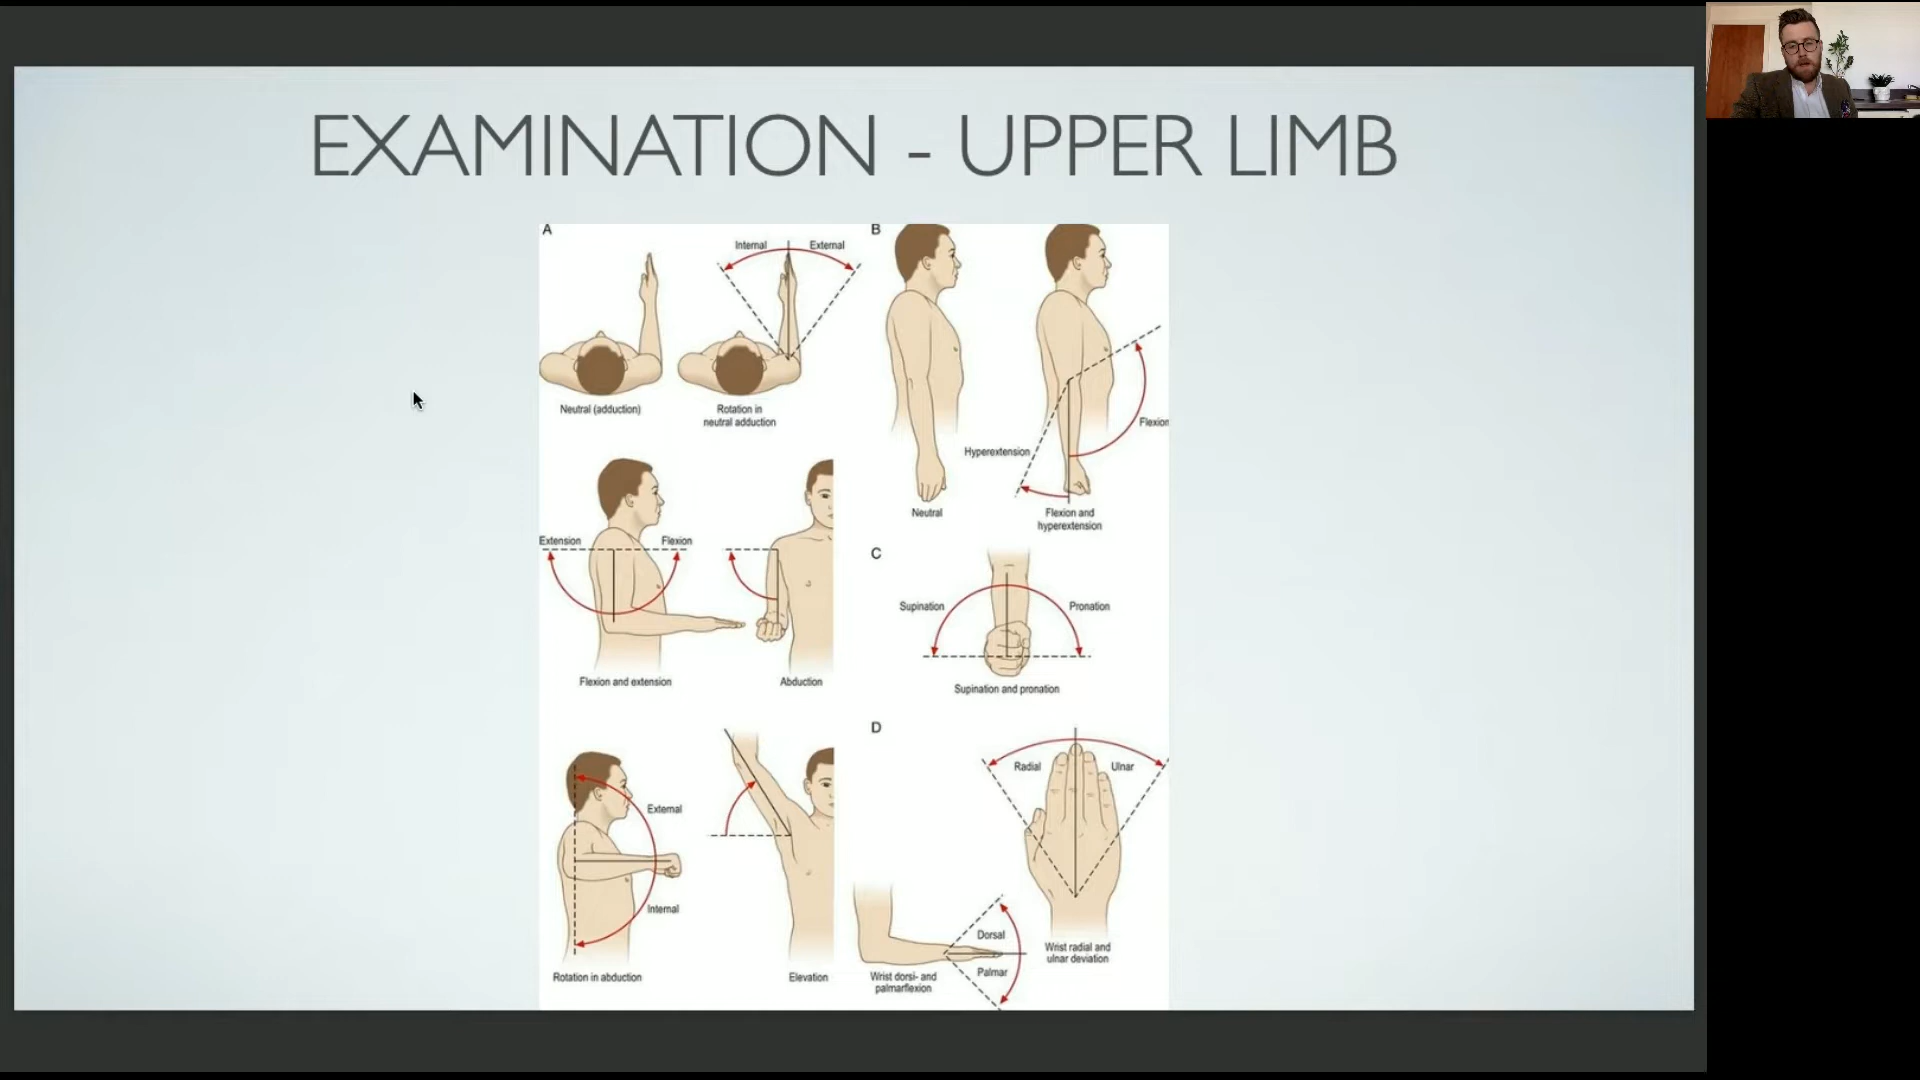 EXAMINATION - UPPER LIMB
A
Internal
External
Neutral (adduction)
Rotation in
neutral adduction
Extension
Flexion
Flexion and extension
Abduction
External
Internal
Rotation in abduction
Elevation
B
Hyperextension
Flexion
Neutral
Flexion and
hyperextension
C
Supination
Pronation
Supination and pronation
D
Radial
Ulnar
Dorsal
Palmar
Wrist dorsi- and
palmarflexion
Wrist radial and
ulnar deviation